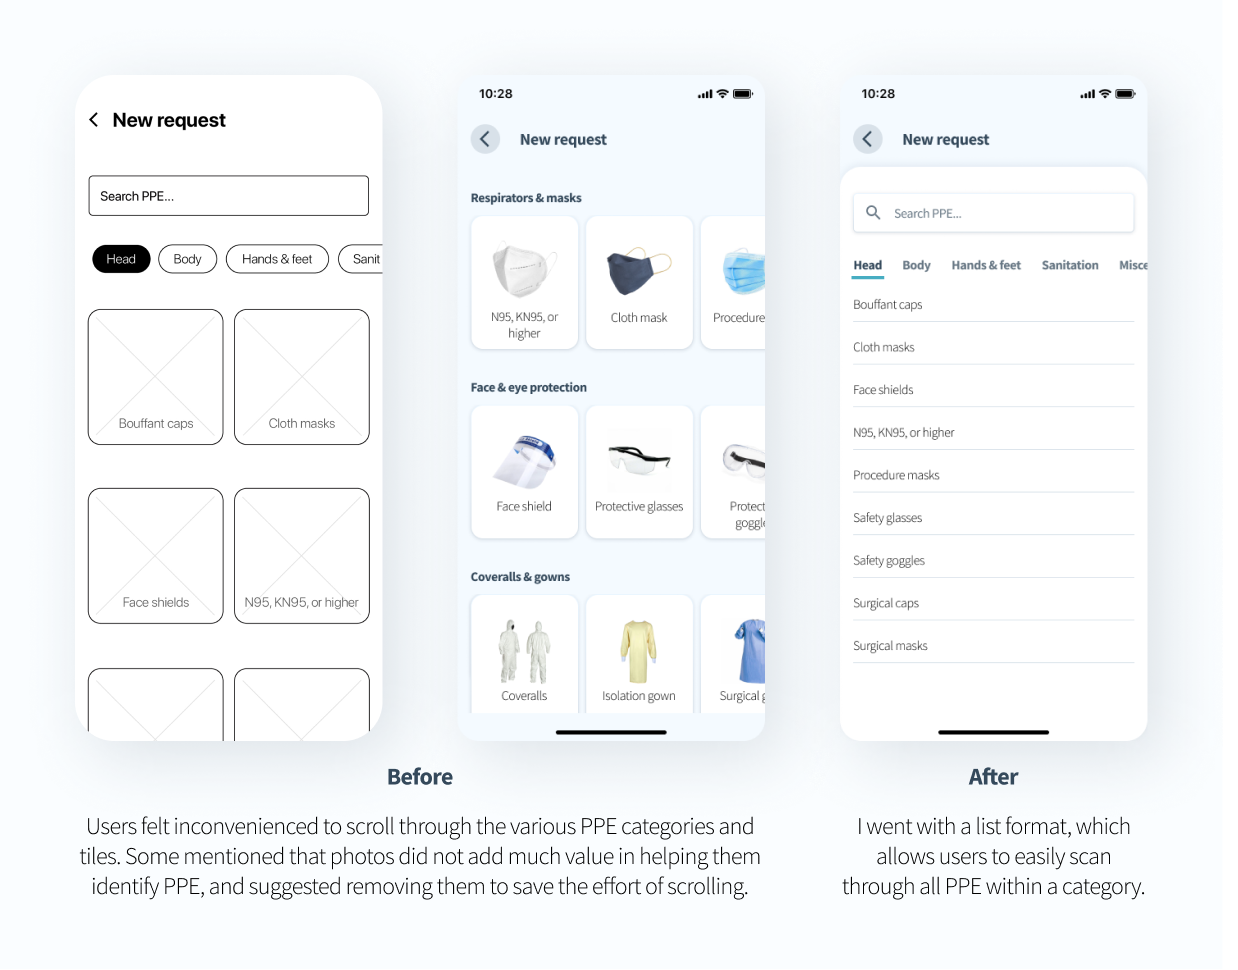 New request
Search PPE...
Head
Body
Hands & feet
Sanit
Bouffant caps
Cloth masks
Face shields
N95, KN95, or higher
10:28
New request
Respirators & masks
N95, KN95, or
higher
Cloth mask
Procedure
Face & eye protection
Face shield
Protective glasses
Protect
goggle
Coveralls & gowns
Coveralls
Isolation gown
Surgical g
10:28
New request
Search PPE...
Head
Body
Hands & feet
Sanitation
Misce
Bouffant caps
Cloth masks
Face shields
N95, KN95, or higher
Procedure masks
Safety glasses
Safety goggles
Surgical caps
Surgical masks
Before
Users felt inconvenienced to scroll through the various PPE categories and
tiles. Some mentioned that photos did not add much value in helping them
identify PPE, and suggested removing them to save the effort of scrolling.
After
I went with a list format, which
allows users to easily scan
through all PPE within a category.